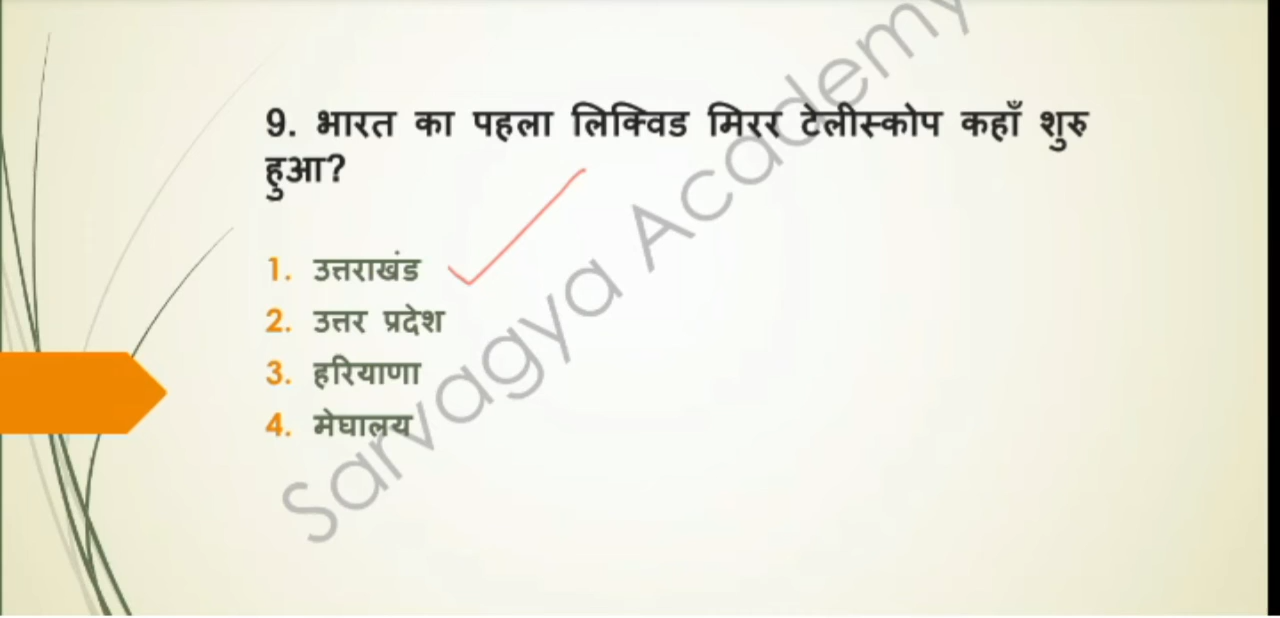 9. भारत का पहला लिक्विड मिरर टेलीस्कोप कहाँ शुरु
हुआ?
1. उत्तराखंड
2. उत्तर प्रदेश
3. हरियाणा
4. मेघालय
Sarvagya Academy